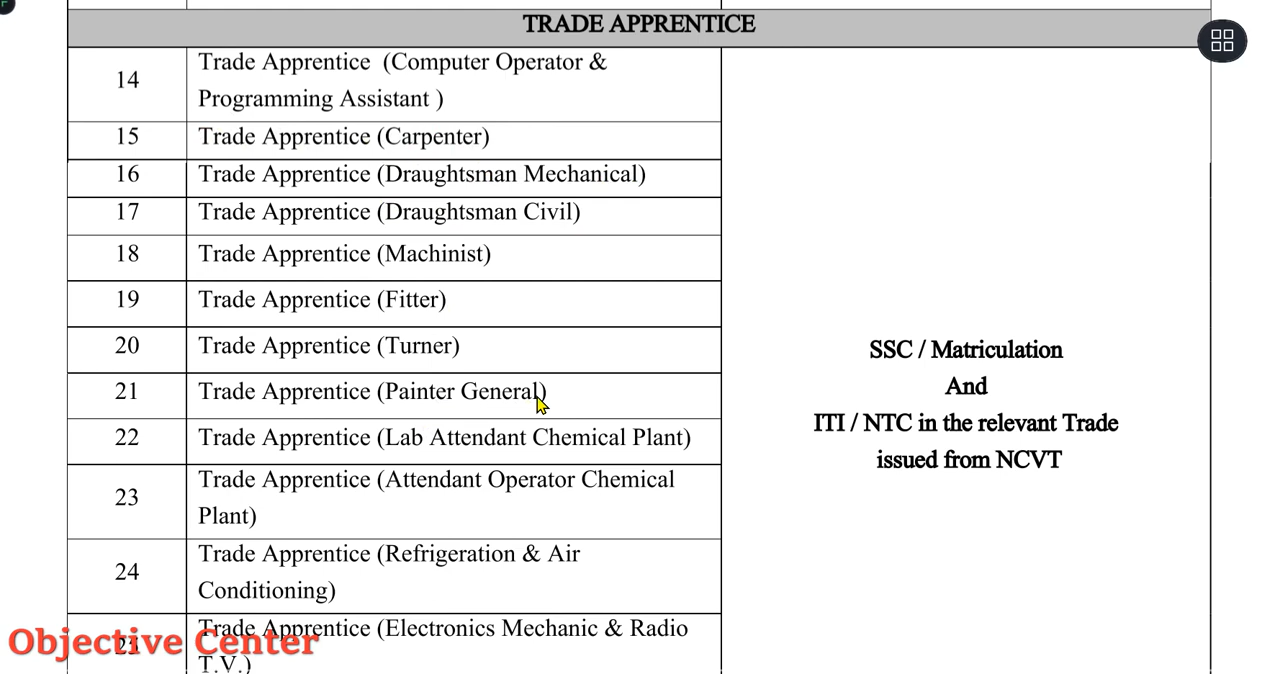 TRADE APPRENTICE
14
Trade Apprentice (Computer Operator &
Programming Assistant )
15
Trade Apprentice (Carpenter)
16
Trade Apprentice (Draughtsman Mechanical)
17
Trade Apprentice (Draughtsman Civil)
18
Trade Apprentice (Machinist)
19
Trade Apprentice (Fitter)
20
Trade Apprentice (Turner)
21
Trade Apprentice (Painter General)
22
Trade Apprentice (Lab Attendant Chemical Plant)
23
Trade Apprentice (Attendant Operator Chemical
Plant)
24
Trade Apprentice (Refrigeration & Air
Conditioning)
25
Trade Apprentice (Electronics Mechanic & Radio
T.V.)
SSC / Matriculation
And
ITI / NTC in the relevant Trade
issued from NCVT
Objective Center